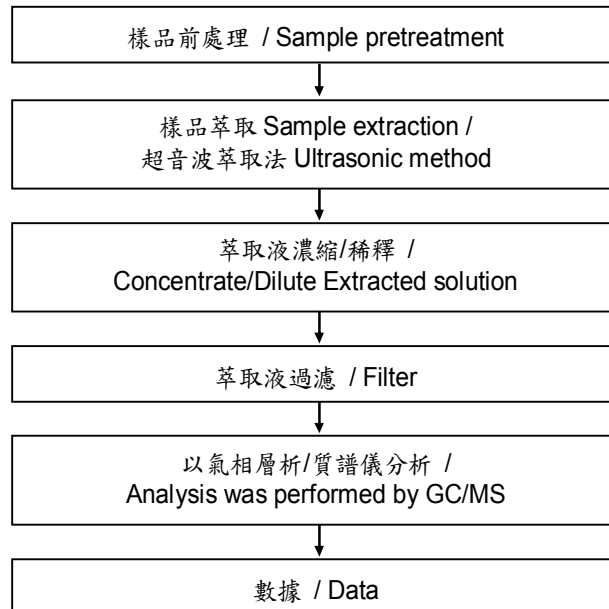 樣品前處理 / Sample pretreatment
樣品萃取 Sample extraction /
超音波萃取法 Ultrasonic method
萃取液濃縮/稀釋 /
Concentrate/Dilute Extracted solution
萃取液過濾 / Filter
以氣相層析/質譜儀分析 /
Analysis was performed by GC/MS
數據 / Data